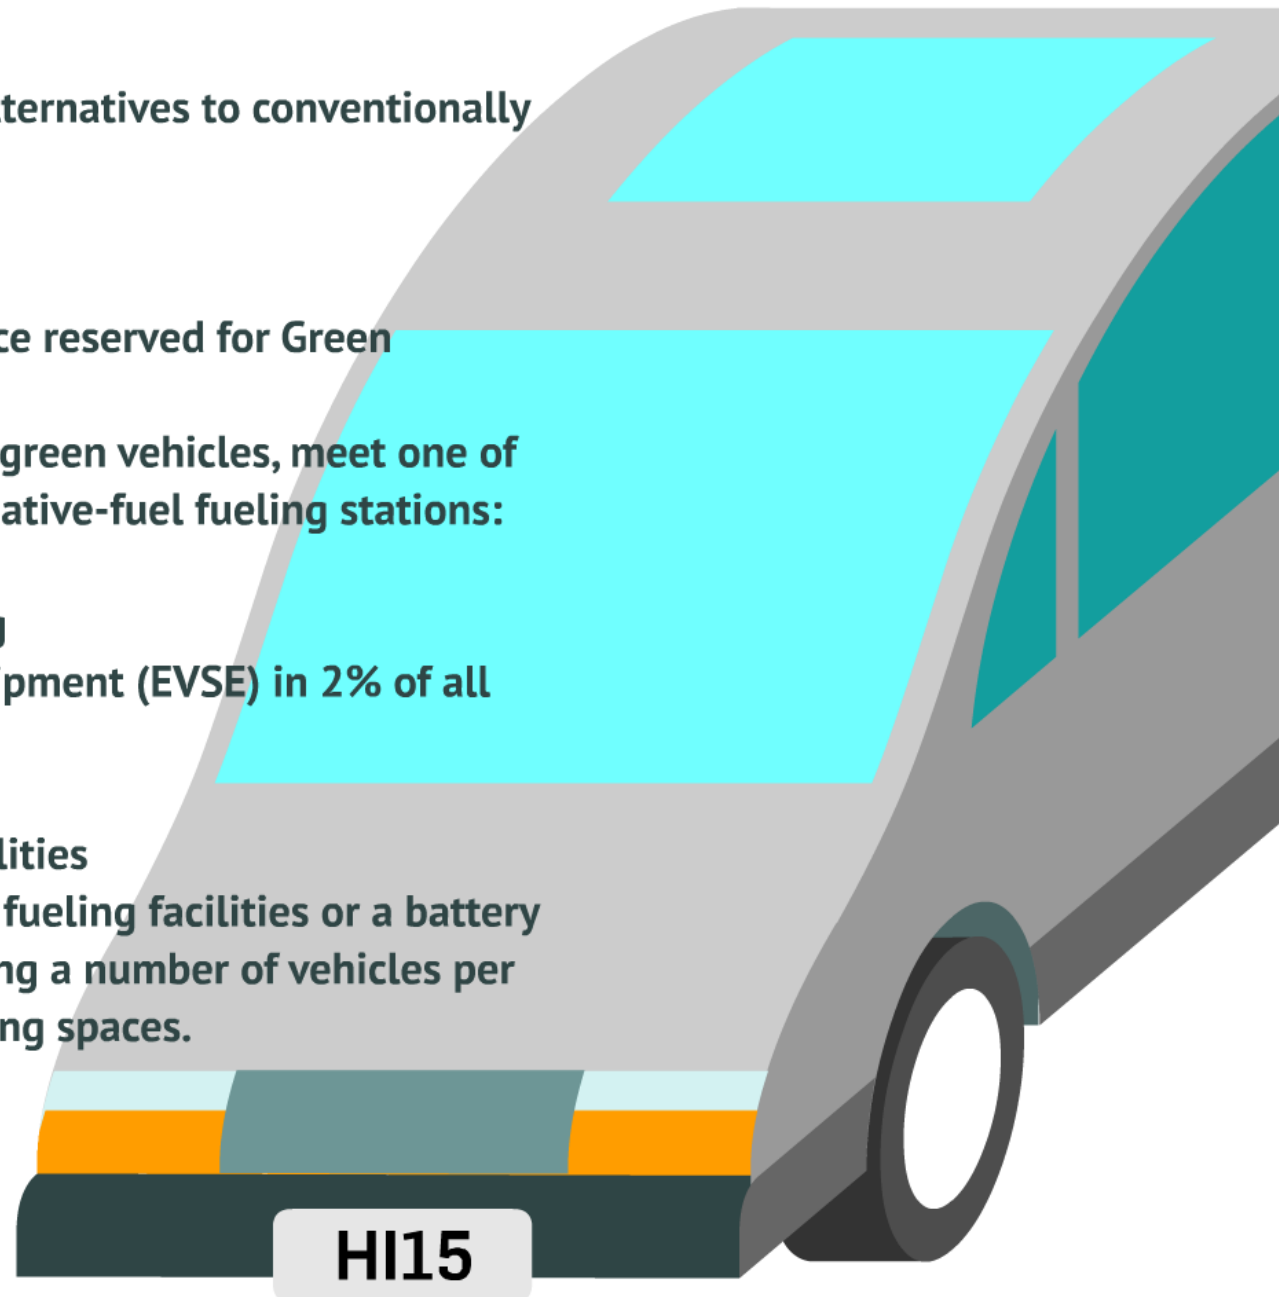 ternatives to conventionally
ce reserved for Green
green vehicles, meet one of
ative-fuel fueling stations:
g
ipment (EVSE) in 2% of all
lities
fueling facilities or a battery
ng a number of vehicles per
ng spaces.
HI15